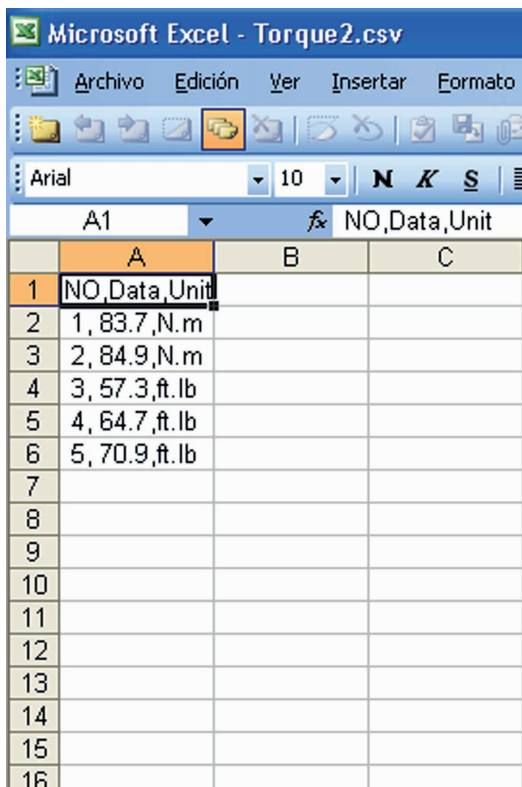 Microsoft Excel - Torque2.csv
Archivo Edición Ver Insertar Formato
Arial 10 N K S
A1 fx NO,Data,Unit
A B C
1 NO,Data,Unit
2 1, 83.7,N.m
3 2, 84.9,N.m
4 3, 57.3,ft.lb
5 4, 64.7,ft.lb
6 5, 70.9,ft.lb
7
8
9
10
11
12
13
14
15
16